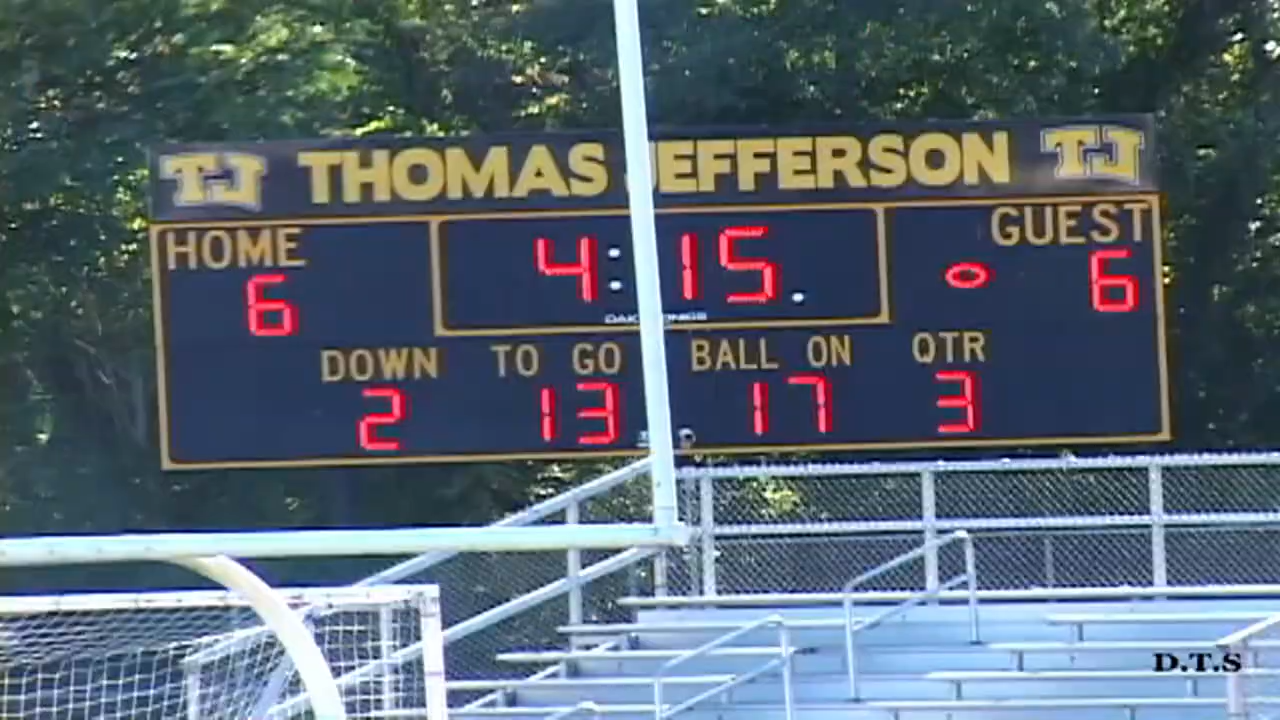 TJ THOMAS JEFFERSON TJ
HOME 4:15. GUEST
6 6
DOWN TO GO BALL ON QTR
2 13 17 3
D.T.S